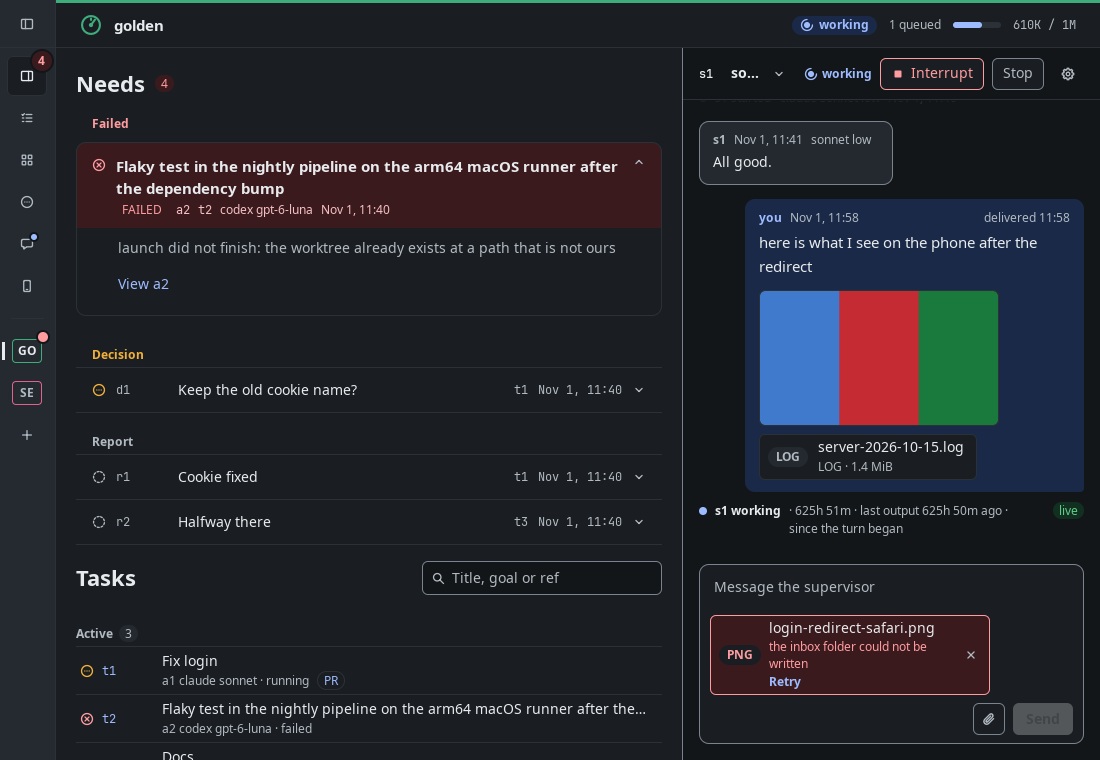 golden
working
1 queued
610K / 1M
4
GO
SE
Needs 4
Failed
Flaky test in the nightly pipeline on the arm64 macOS runner after
the dependency bump
FAILED a2 t2 codex gpt-6-luna Nov 1, 11:40
launch did not finish: the worktree already exists at a path that is not ours
View a2
Decision
d1 Keep the old cookie name? t1 Nov 1, 11:40
Report
r1 Cookie fixed t1 Nov 1, 11:40
r2 Halfway there t3 Nov 1, 11:40
Tasks
Title, goal or ref
Active 3
t1 Fix login
a1 claude sonnet · running PR
t2 Flaky test in the nightly pipeline on the arm64 macOS runner after the...
a2 codex gpt-6-luna · failed
Docs
s1 so... working Interrupt Stop
s1 Nov 1, 11:41 sonnet low
All good.
you Nov 1, 11:58 delivered 11:58
here is what I see on the phone after the
redirect
LOG server-2026-10-15.log
LOG · 1.4 MiB
s1 working · 625h 51m · last output 625h 50m ago · live
since the turn began
Message the supervisor
login-redirect-safari.png
PNG the inbox folder could not be
written
Retry
Send